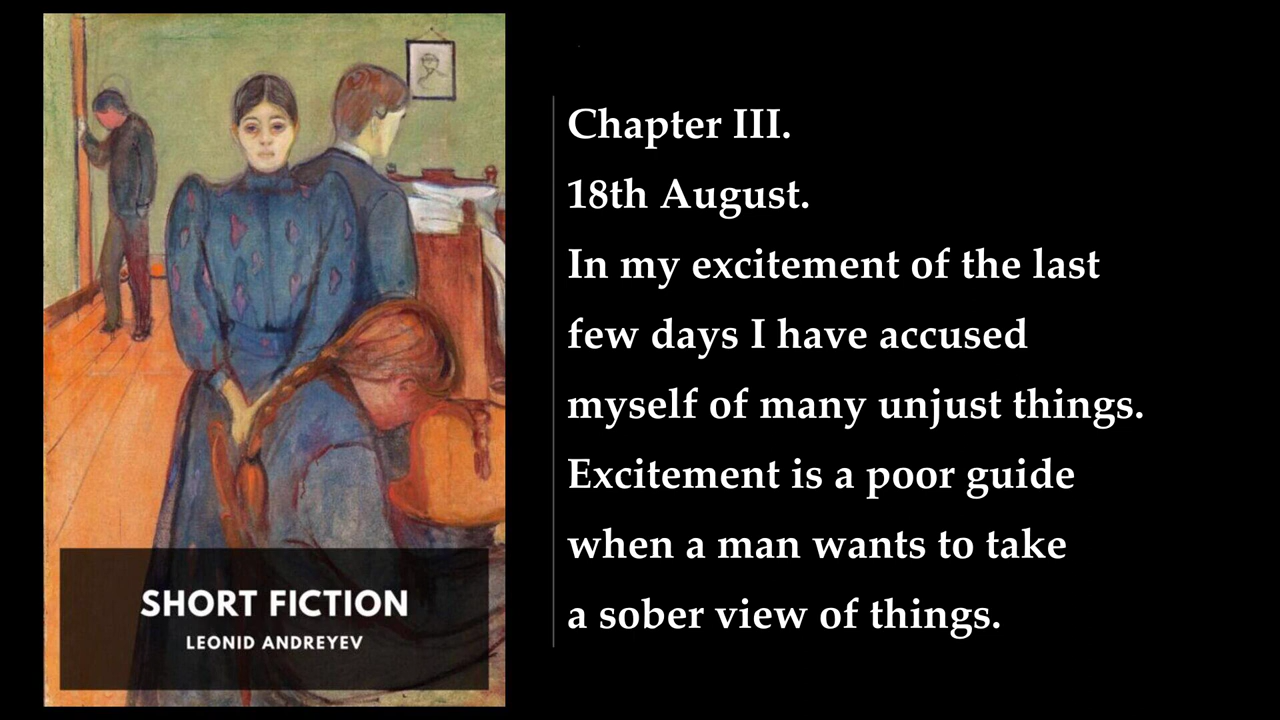 SHORT FICTION
LEONID ANDREYEV
Chapter III.
18th August.
In my excitement of the last
few days I have accused
myself of many unjust things.
Excitement is a poor guide
when a man wants to take
a sober view of things.